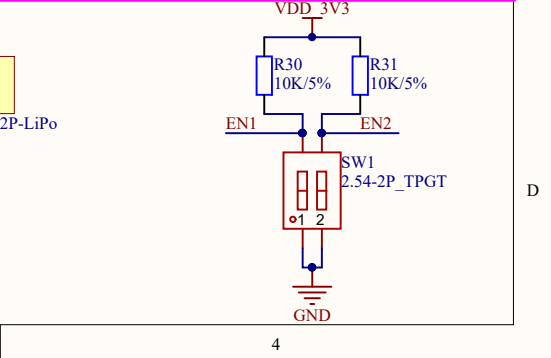 VDD_3V3
R30
10K/5%
R31
10K/5%
2P-LiPo
EN1
EN2
SW1
2.54-2P_TPGT
D
1 2
GND
4